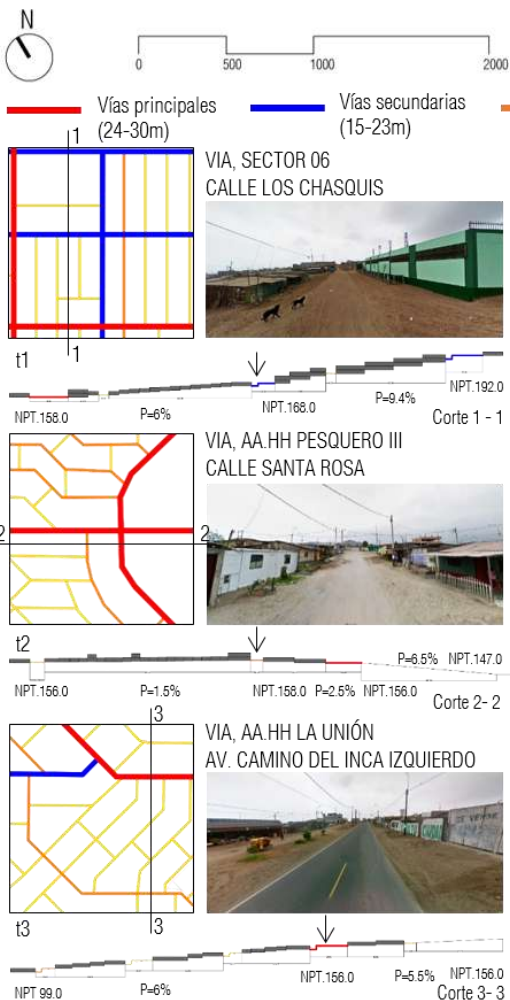 N
0 500 1000 2000
Vías principales
(24-30m)
Vías secundarias
(15-23m)
1
VIA, SECTOR 06
CALLE LOS CHASQUIS
1
t1
NPT.158.0 P=6% NPT.168.0 P=9.4% NPT.192.0
Corte 1 - 1
VIA, AA.HH PESQUERO III
CALLE SANTA ROSA
2 2
t2
P=6.5% NPT.147.0
NPT.156.0 P=1.5% NPT.158.0 P=2.5% NPT.156.0
Corte 2- 2
3
VIA, AA.HH LA UNIÓN
AV. CAMINO DEL INCA IZQUIERDO
t3
3
NPT 99.0 P=6% NPT.156.0 P=5.5% NPT.156.0
Corte 3- 3